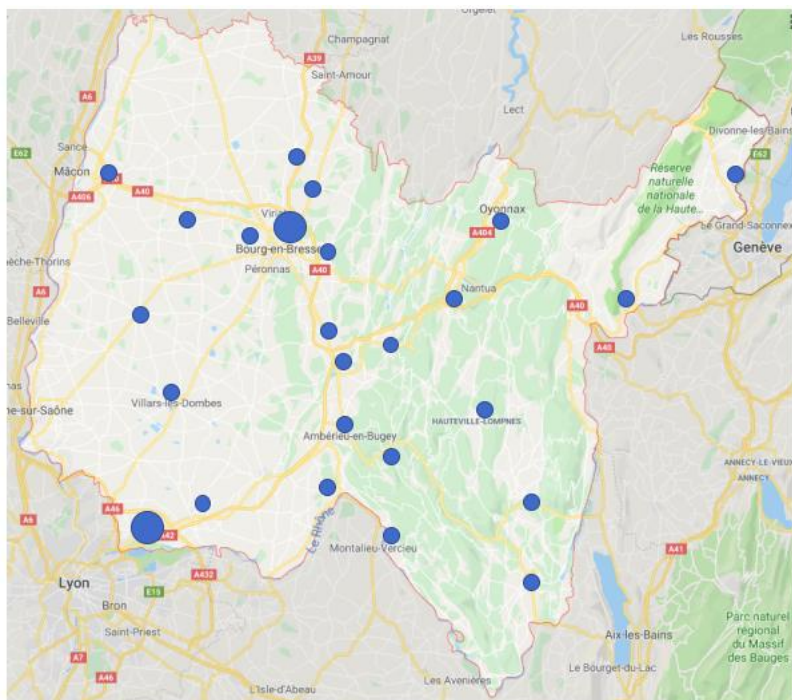 Les Rousses
Champagnat
A39
Saint-Amour
A6
Lect
Divonne-les-Bains
E62
Sancé
E62
Mâcon
A40
A406
Réserve
naturelle
nationale
de la Haute...
Oyonnax
Viriat
A404
Le Grand-Saconnex
Bourg-en-Bresse
Genève
Péronnas
A40
A6
Nantua
A40
Belleville
A40
Villars-les-Dombes
HAUTEVILLE-LOMPNES
Ambérieu-en-Bugey
ANNECY-LE-VIEUX
ANNECY
A46
A6
A42
Le Rhône
Montalieu-Vercieu
A41
A432
Lyon
E15
Bron
Parc naturel
régional
du Massif
des Bauges
Saint-Priest
Aix-les-Bains
A7
A46
Le Bourget-du-Lac
Les Avenières
L'Isle-d'Abeau